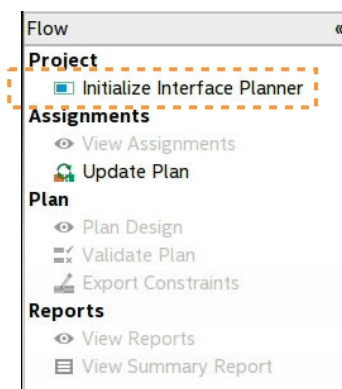 Flow «
Project
Initialize Interface Planner
Assignments
View Assignments
Update Plan
Plan
Plan Design
Validate Plan
Export Constraints
Reports
View Reports
View Summary Report